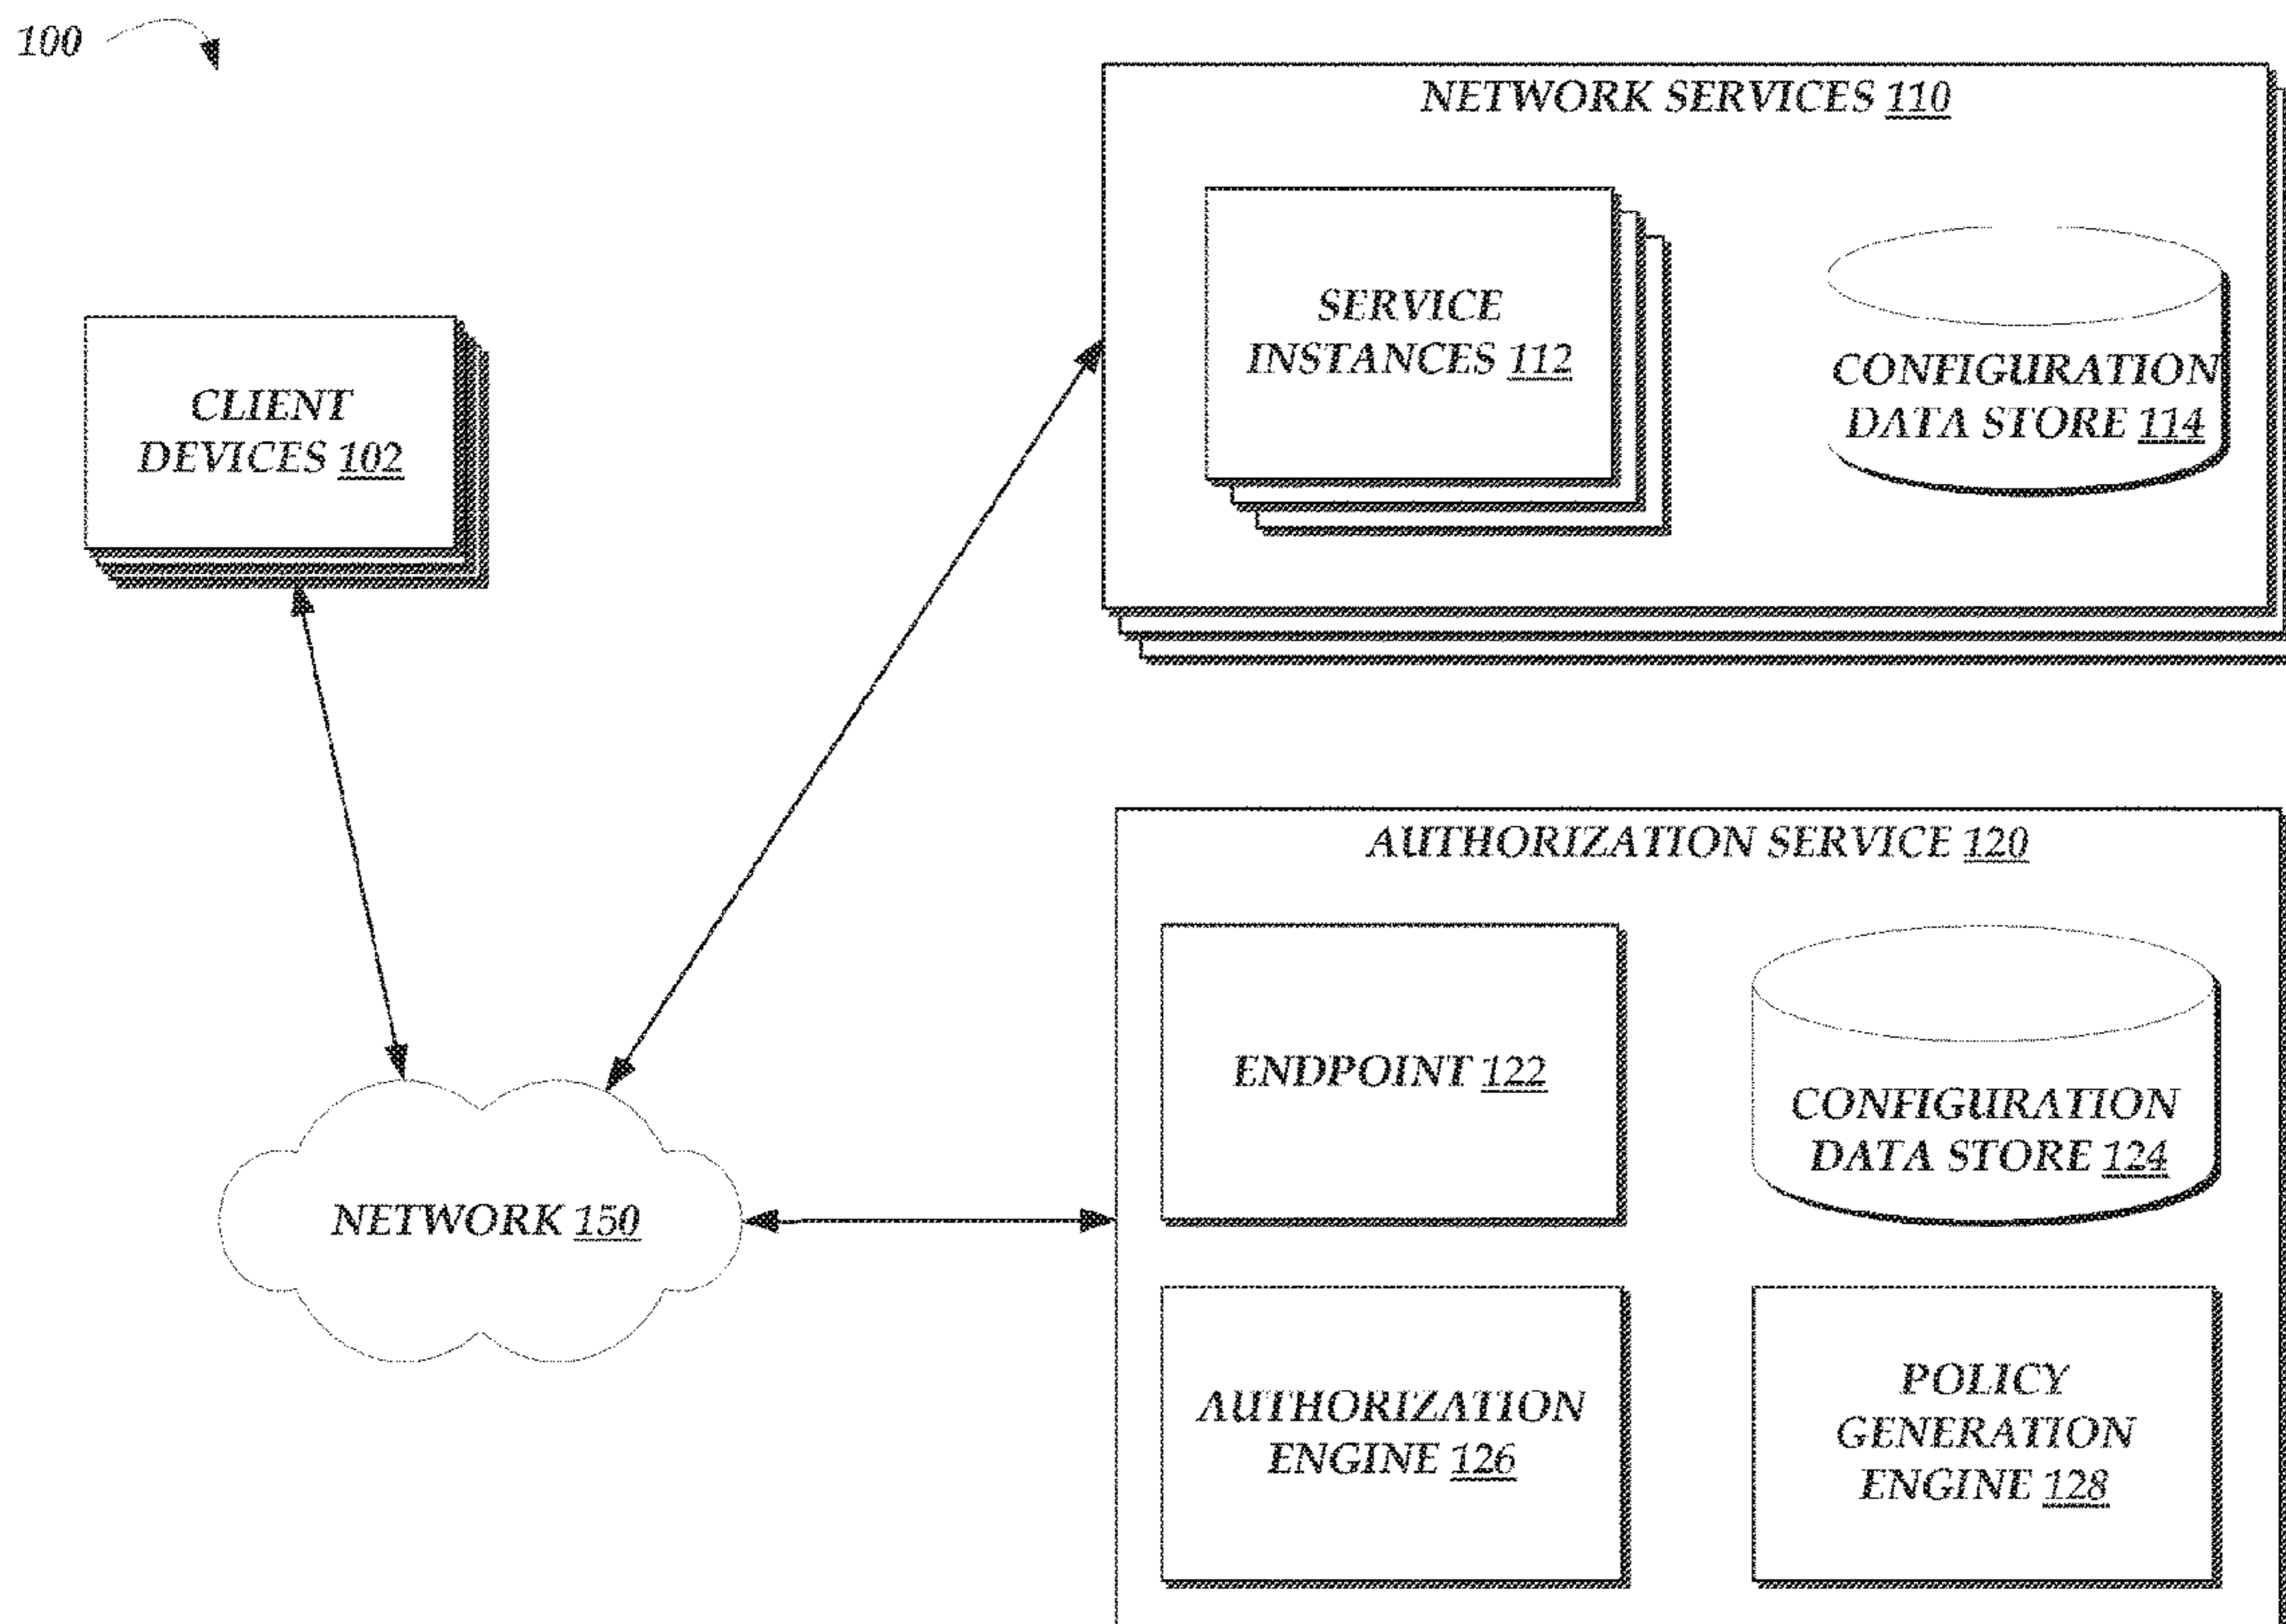 100
NETWORK SERVICES 110
SERVICE
INSTANCES 112
CONFIGURATION
DATA STORE 114
CLIENT
DEVICES 102
AUTHORIZATION SERVICE 120
ENDPOINT 122
CONFIGURATION
DATA STORE 124
NETWORK 150
AUTHORIZATION
ENGINE 126
POLICY
GENERATION
ENGINE 128